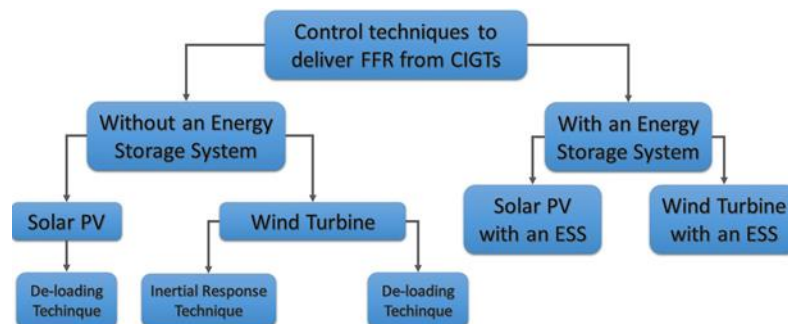 Control techniques to
deliver FFR from CIGTs
Without an Energy
Storage System
With an Energy
Storage System
Solar PV
Wind Turbine
Solar PV
with an ESS
Wind Turbine
with an ESS
De-loading
Techinque
Inertial Response
Technique
De-loading
Techinque